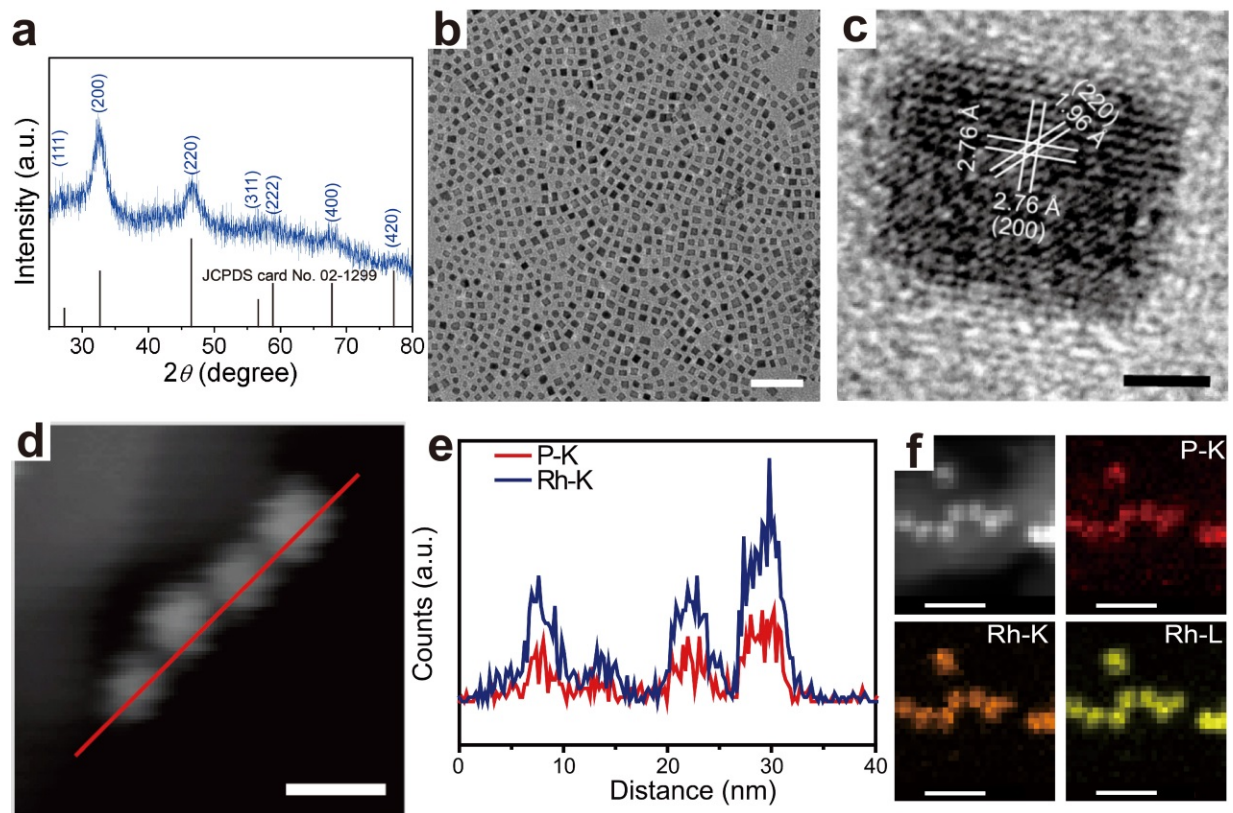 a
Intensity (a.u.)
(111)
(200)
(220)
(311)
(222)
(400)
(420)
JCPDS card No. 02-1299
30 40 50 60 70 80
2θ (degree)
b
c
(220)
1.96 Å
2.76 Å
2.76 Å
(200)
d
e
P-K
Rh-K
Counts (a.u.)
0 10 20 30 40
Distance (nm)
f
P-K
Rh-K
Rh-L